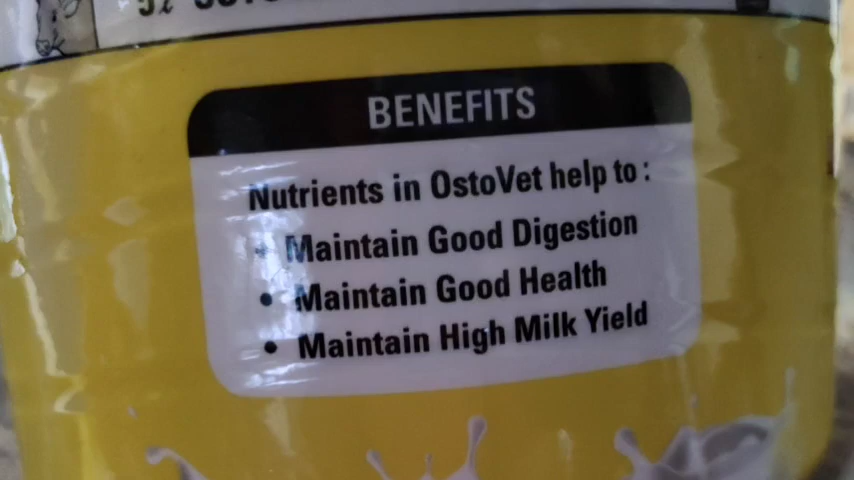 BENEFITS
Nutrients in OstoVet help to :
• Maintain Good Digestion
• Maintain Good Health
• Maintain High Milk Yield